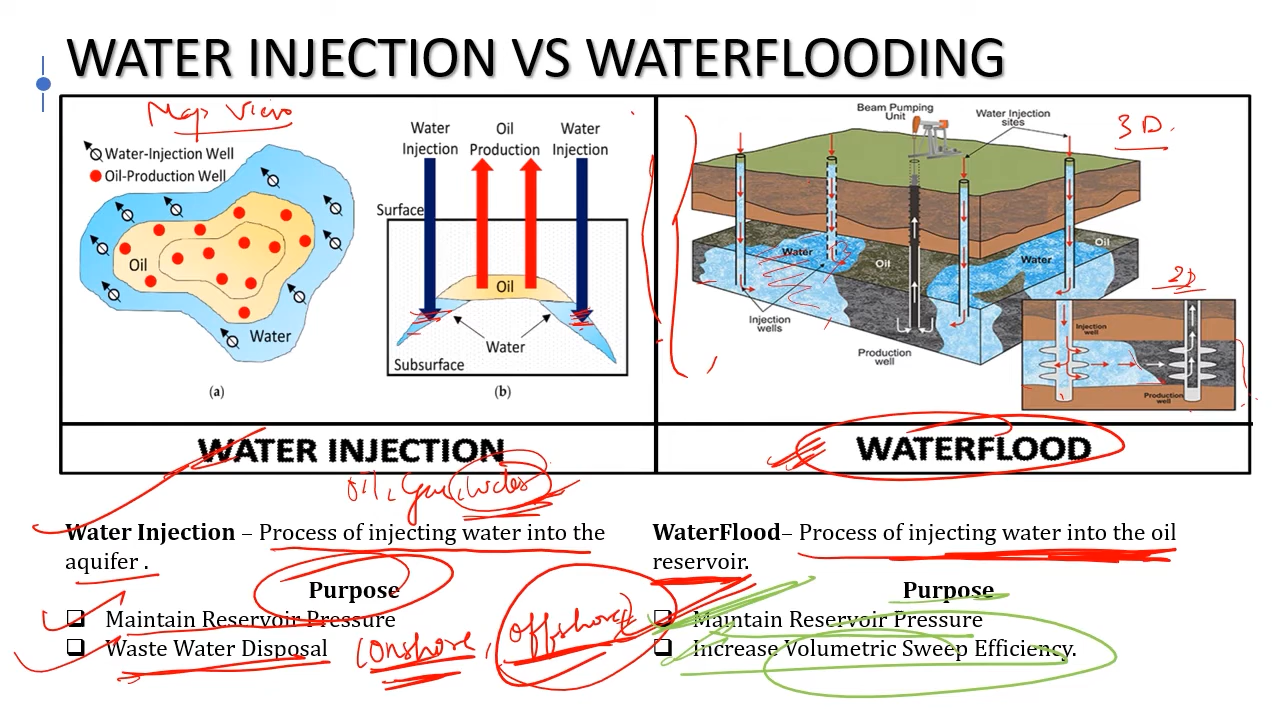 WATER INJECTION VS WATERFLOODING
Map View
Water-Injection Well
Oil-Production Well
Oil
Water
(a)
Water Injection
Oil Production
Water Injection
Surface
Oil
Water
Subsurface
(b)
Beam Pumping Unit
Water Injection sites
3D
Water
Oil
Water
Oil
Injection wells
Production well
2D
Injection well
Production well
WATER INJECTION
WATERFLOOD
Oil, Gas, Water
Water Injection – Process of injecting water into the
aquifer .
Purpose
Maintain Reservoir Pressure
Waste Water Disposal
Onshore, offshore
WaterFlood– Process of injecting water into the oil
reservoir.
Purpose
Maintain Reservoir Pressure
Increase Volumetric Sweep Efficiency.